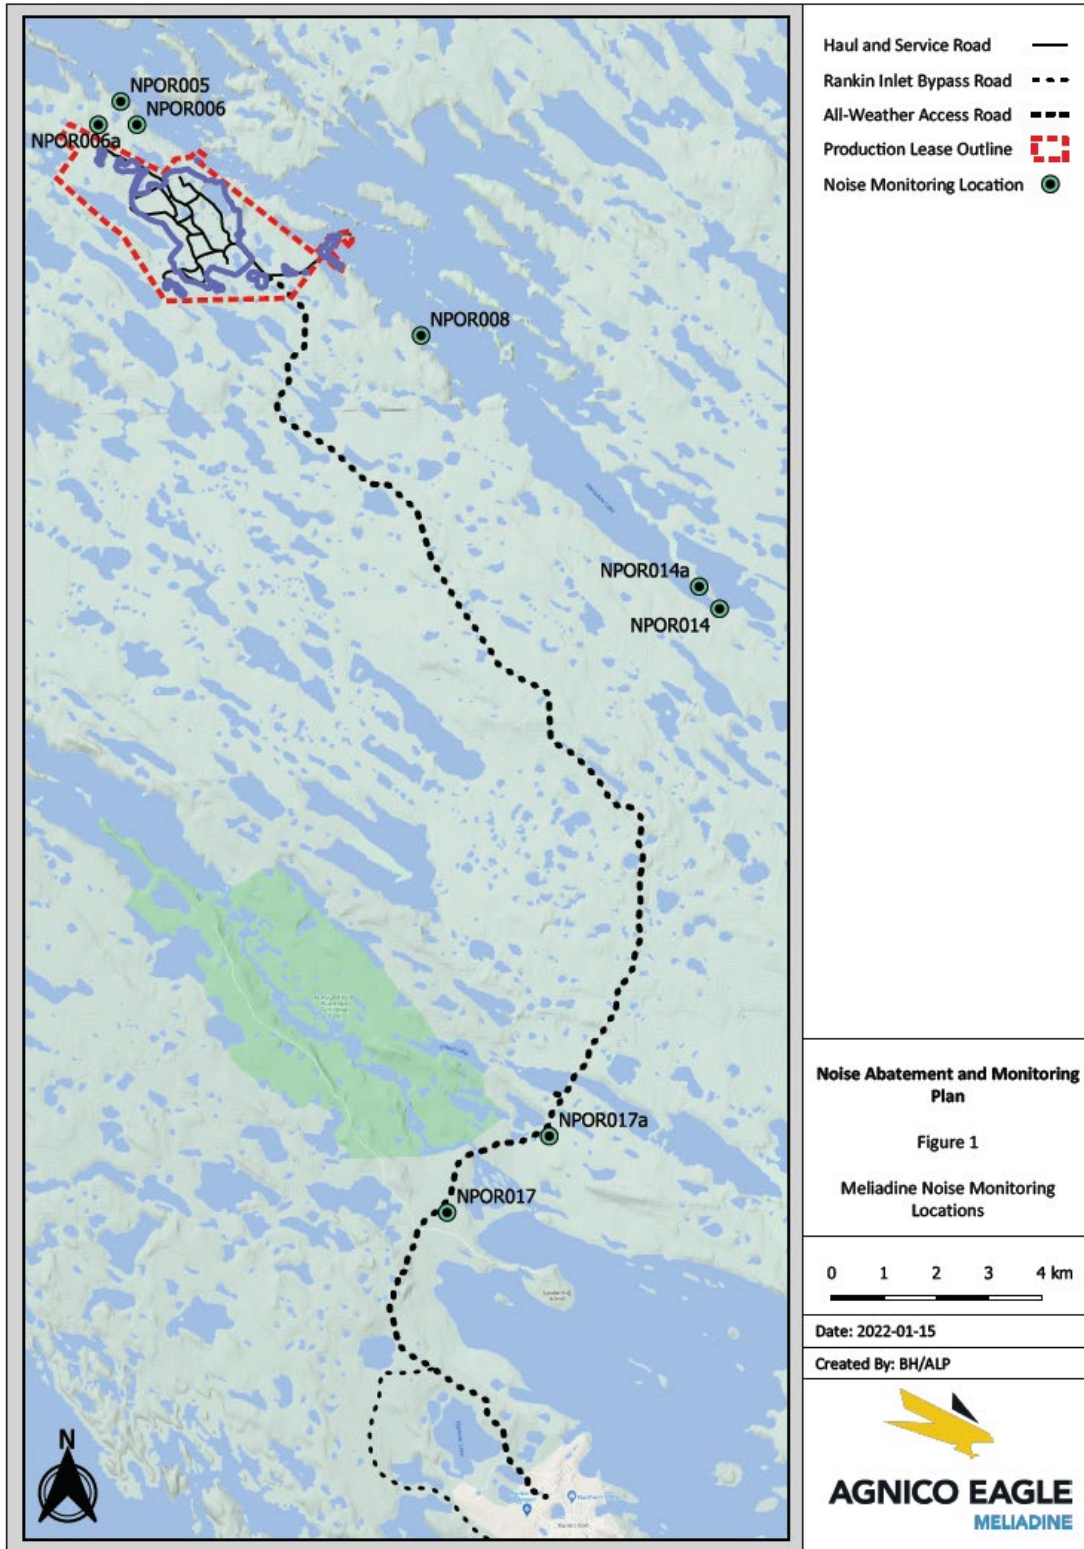 NPOR005
NPOR006
NPOR006a
NPOR008
Meliadine Lake
NPOR014a
NPOR014
NPOR017a
NPOR017
N
Haul and Service Road
Rankin Inlet Bypass Road
All-Weather Access Road
Production Lease Outline
Noise Monitoring Location
Noise Abatement and Monitoring
Plan
Figure 1
Meliadine Noise Monitoring
Locations
0 1 2 3 4 km
Date: 2022-01-15
Created By: BH/ALP
AGNICO EAGLE
MELIADINE